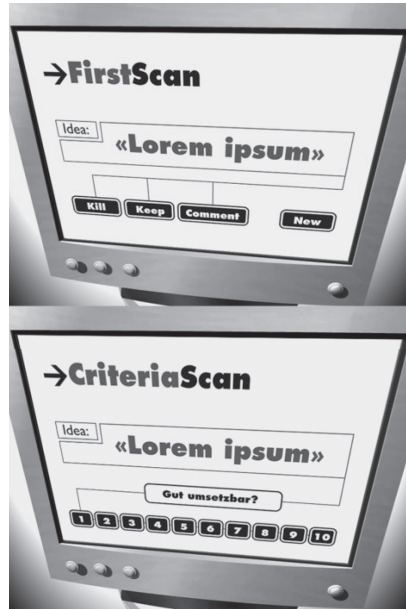 →FirstScan
Idea:
«Lorem ipsum»
Kill Keep Comment New
→CriteriaScan
Idea:
«Lorem ipsum»
Gut umsetzbar?
1 2 3 4 5 6 7 8 9 10